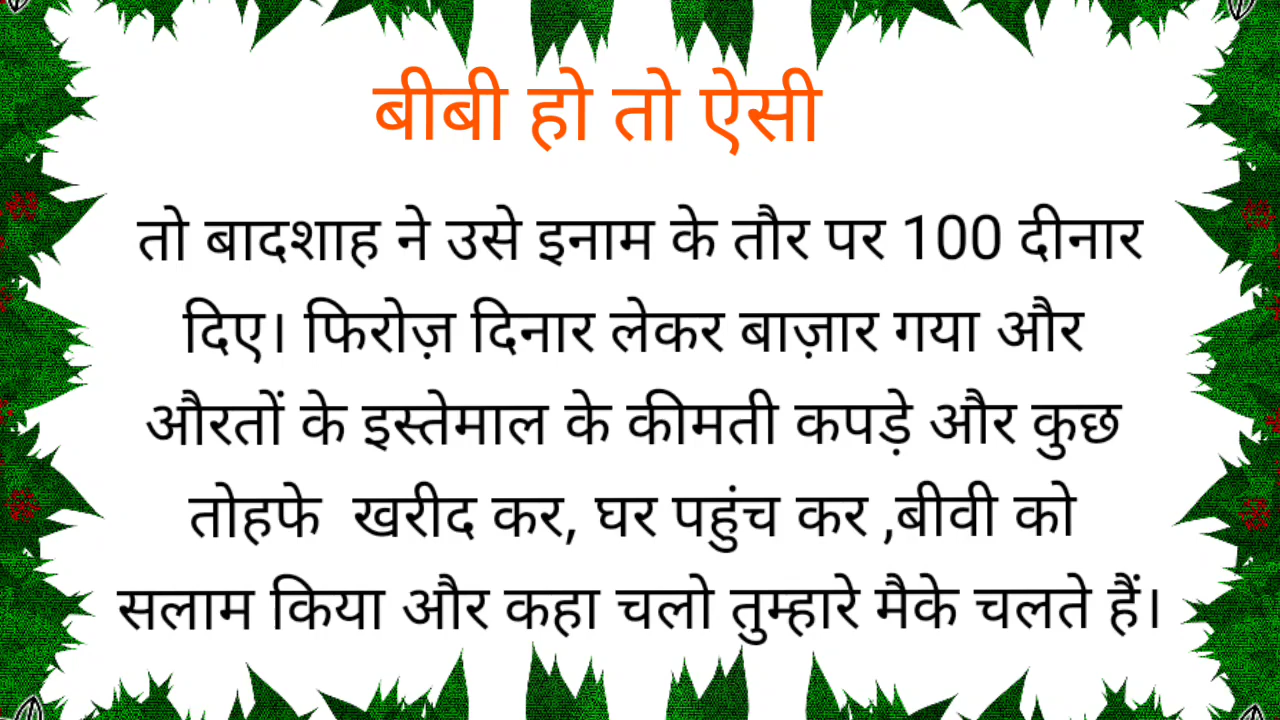 बीबी हो तो ऐसी
तो बादशाह ने उसे इनाम के तौर पर 100 दीनार
दिए। फिरोज़ दिनार लेकर बाज़ार गया और
औरतों के इस्तेमाल के कीमती कपड़े और कुछ
तोहफे  खरीद कर, घर पहुंच कर ,बीवी को
सलाम किया और कहा चलो तुम्हारे मैके चलते हैं।